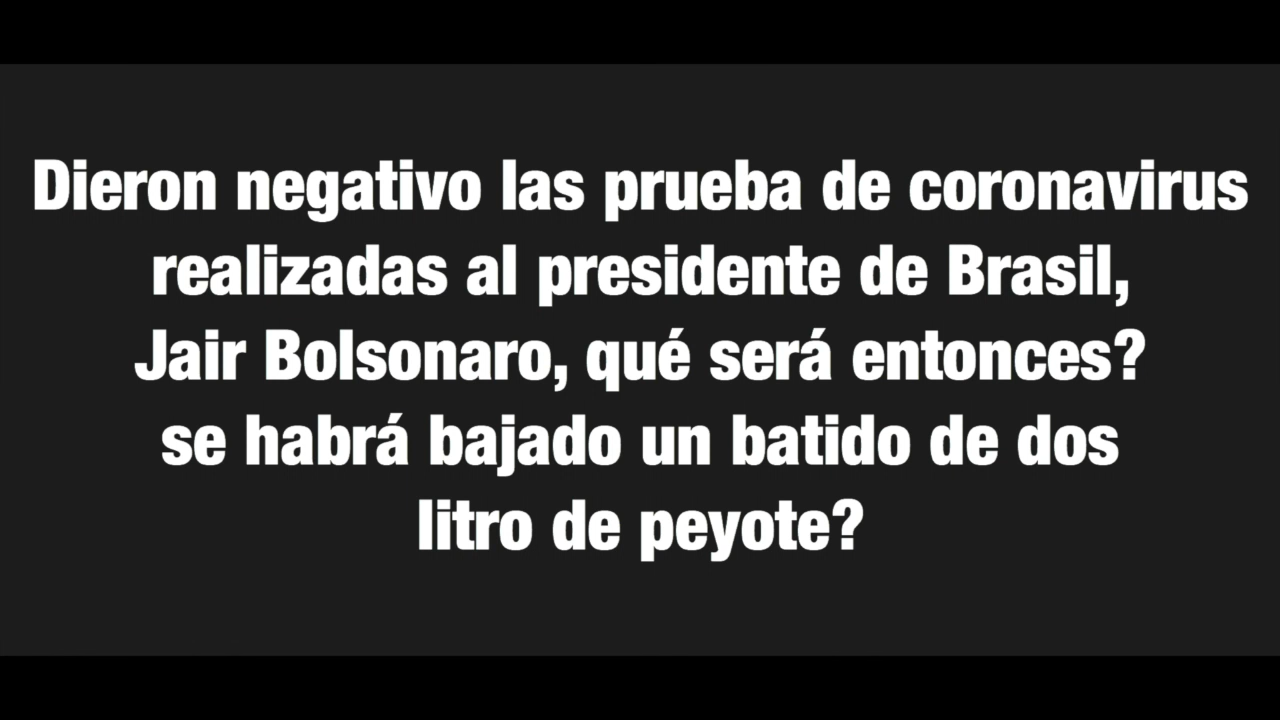 Dieron negativo las prueba de coronavirus
realizadas al presidente de Brasil,
Jair Bolsonaro, qué será entonces?
se habrá bajado un batido de dos
litro de peyote?